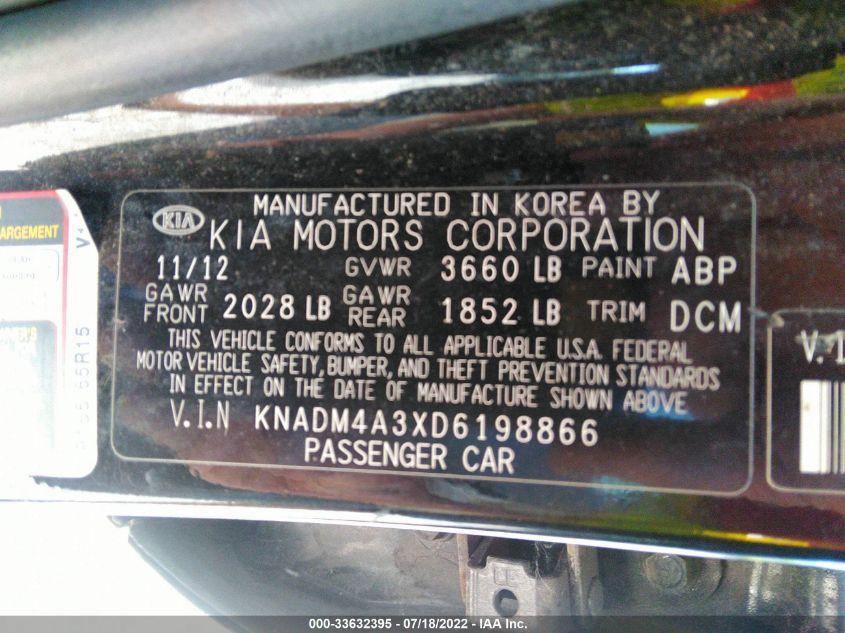 MANUFACTURED IN KOREA BY
KIA KIA MOTORS CORPORATION
11/12 GVWR 3660 LB PAINT ABP
GAWR FRONT 2028 LB GAWR REAR 1852 LB TRIM DCM
THIS VEHICLE CONFORMS TO ALL APPLICABLE U.S.A. FEDERAL
MOTOR VEHICLE SAFETY, BUMPER, AND THEFT PREVENTION STANDARDS
IN EFFECT ON THE DATE OF MANUFACTURE SHOWN ABOVE
V.I.N KNADM4A3XD6198866
PASSENGER CAR
ARGEMENT
65R15
V.I
000-33632395 - 07/18/2022 - IAA Inc.